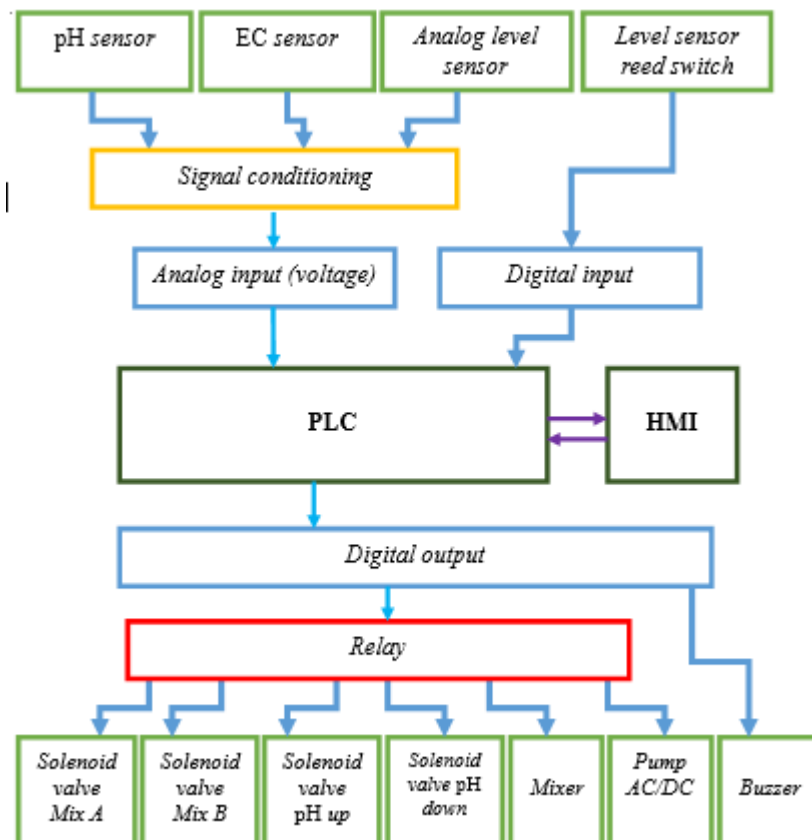 pH sensor
EC sensor
Analog level
sensor
Level sensor
reed switch
Signal conditioning
Analog input (voltage)
Digital input
PLC
HMI
Digital output
Relay
Solenoid
valve
Mix A
Solenoid
valve
Mix B
Solenoid
valve
pH up
Solenoid
valve pH
down
Mixer
Pump
AC/DC
Buzzer